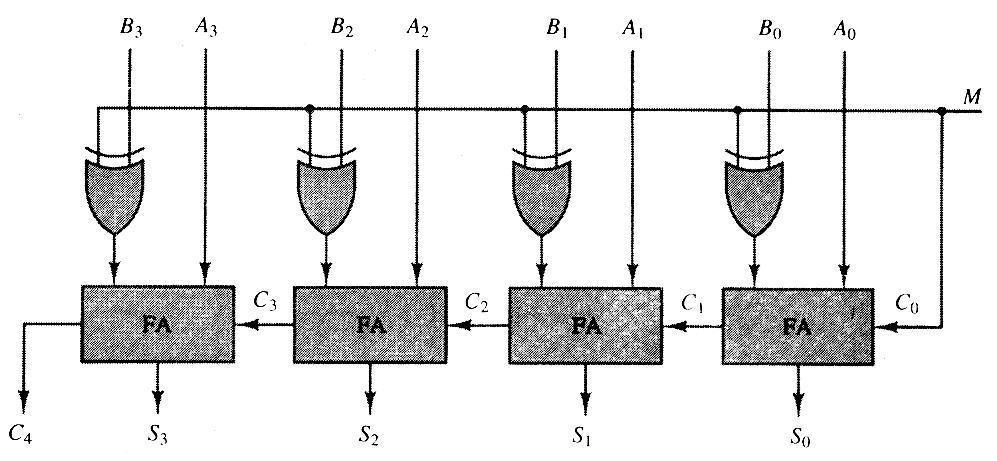 B₃ A₃ B₂ A₂ B₁ A₁ B₀ A₀
M
C₃ C₂ C₁ C₀
FA FA FA FA
C₄ S₃ S₂ S₁ S₀